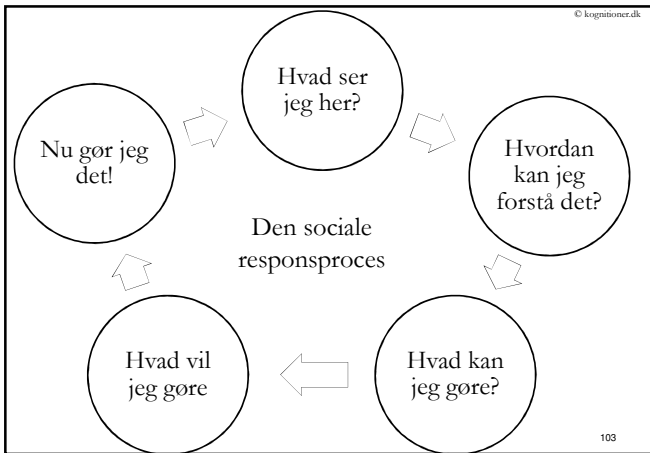 © kognitioner.dk
Hvad ser
jeg her?
Hvordan
kan jeg
forstå det?
Hvad kan
jeg gøre?
Hvad vil
jeg gøre
Nu gør jeg
det!
Den sociale
responsproces
103